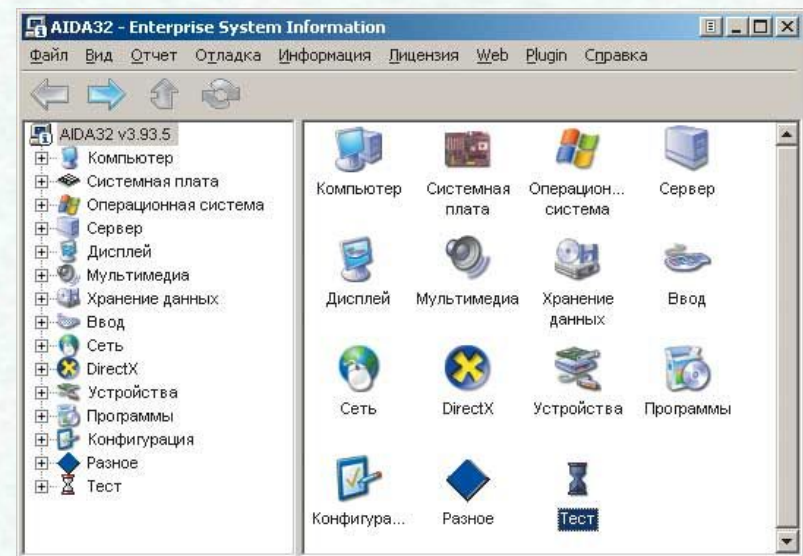 AIDA32 - Enterprise System Information
Файл Вид Отчет Отладка Информация Лицензия Web Plugin Справка
AIDA32 v3.93.5
Компьютер
Системная плата
Операционная система
Сервер
Дисплей
Мультимедиа
Хранение данных
Ввод
Сеть
DirectX
Устройства
Программы
Конфигурация
Разное
Тест
Компьютер Системная Операцион... Сервер
плата система
Дисплей Мультимедиа Хранение Ввод
данных
Сеть DirectX Устройства Программы
Конфигура... Разное Тест